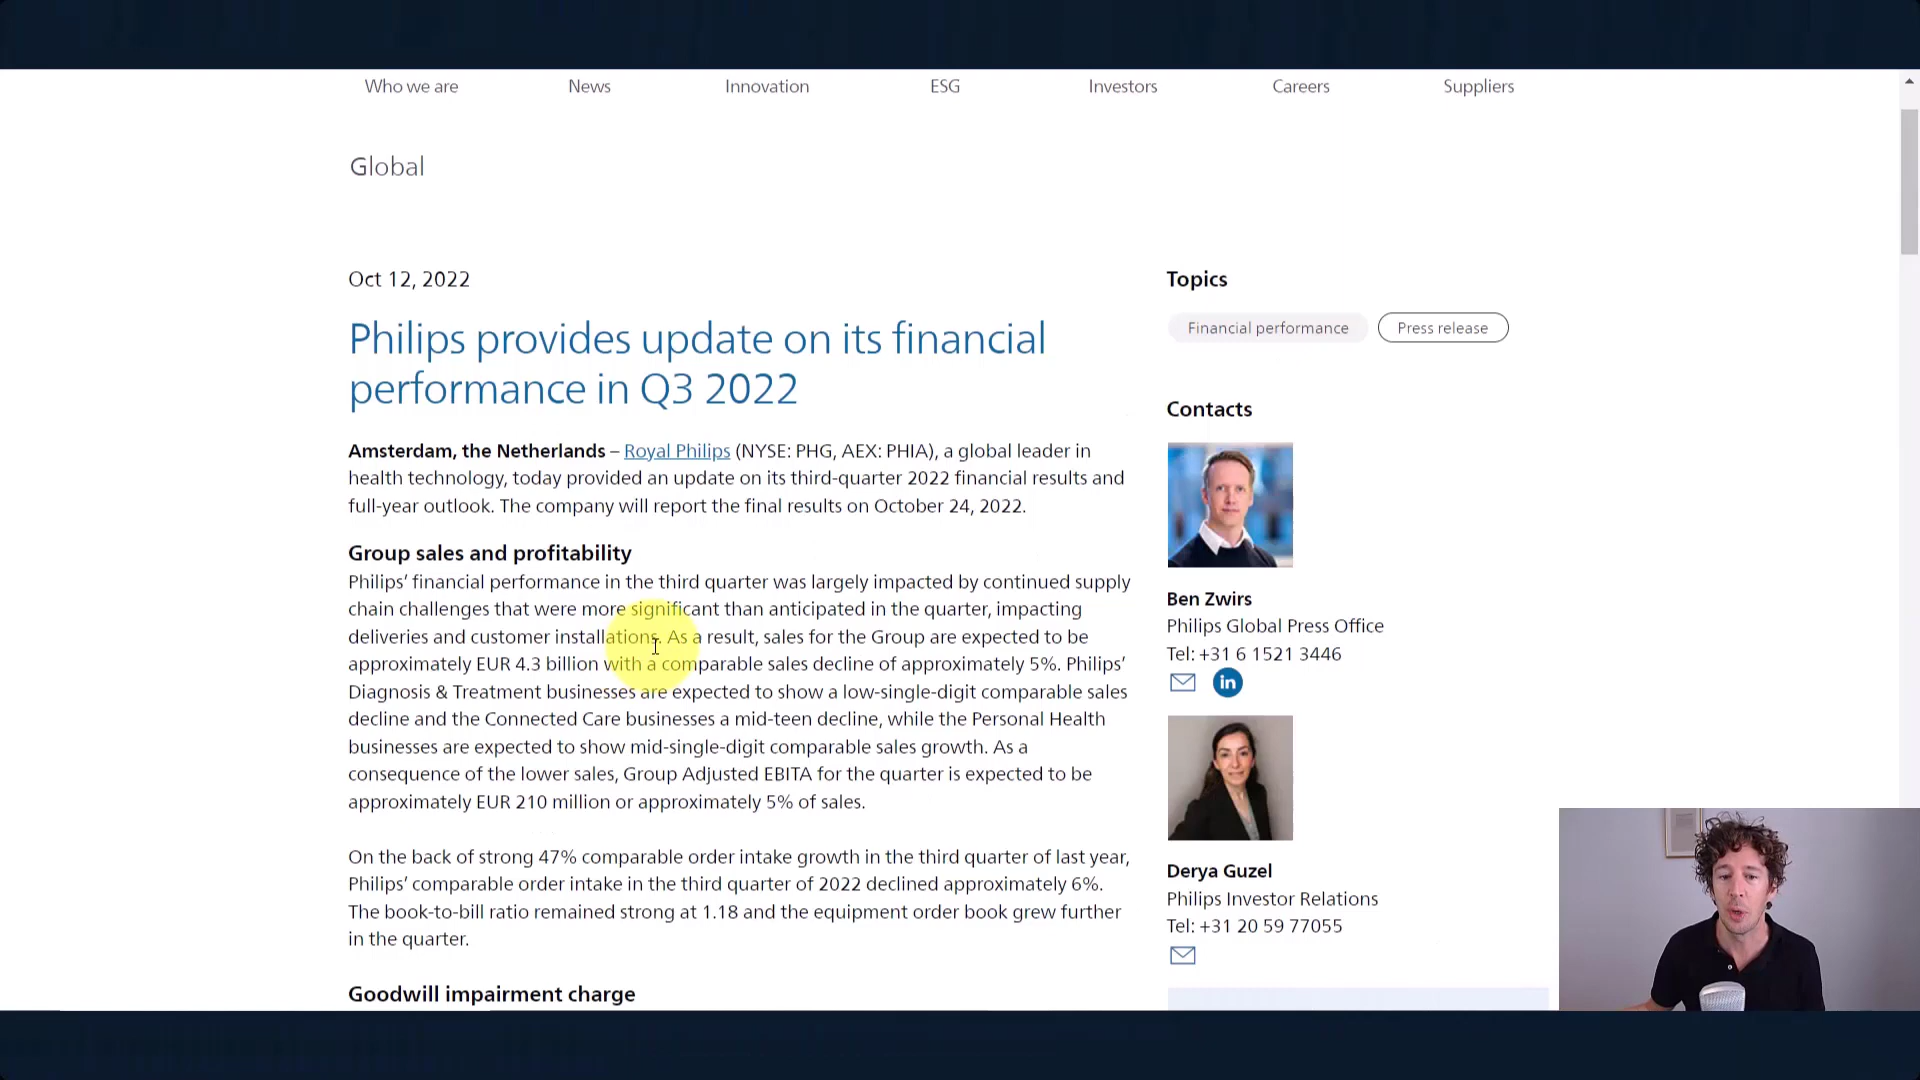 Who we are News Innovation ESG Investors Careers Suppliers
Global
Oct 12, 2022
Philips provides update on its financial
performance in Q3 2022
Amsterdam, the Netherlands – Royal Philips (NYSE: PHG, AEX: PHIA), a global leader in
health technology, today provided an update on its third-quarter 2022 financial results and
full-year outlook. The company will report the final results on October 24, 2022.
Group sales and profitability
Philips’ financial performance in the third quarter was largely impacted by continued supply
chain challenges that were more significant than anticipated in the quarter, impacting
deliveries and customer installations. As a result, sales for the Group are expected to be
approximately EUR 4.3 billion with a comparable sales decline of approximately 5%. Philips’
Diagnosis & Treatment businesses are expected to show a low-single-digit comparable sales
decline and the Connected Care businesses a mid-teen decline, while the Personal Health
businesses are expected to show mid-single-digit comparable sales growth. As a
consequence of the lower sales, Group Adjusted EBITA for the quarter is expected to be
approximately EUR 210 million or approximately 5% of sales.
On the back of strong 47% comparable order intake growth in the third quarter of last year,
Philips’ comparable order intake in the third quarter of 2022 declined approximately 6%.
The book-to-bill ratio remained strong at 1.18 and the equipment order book grew further
in the quarter.
Goodwill impairment charge
Topics
Financial performance Press release
Contacts
Ben Zwirs
Philips Global Press Office
Tel: +31 6 1521 3446
in
Derya Guzel
Philips Investor Relations
Tel: +31 20 59 77055